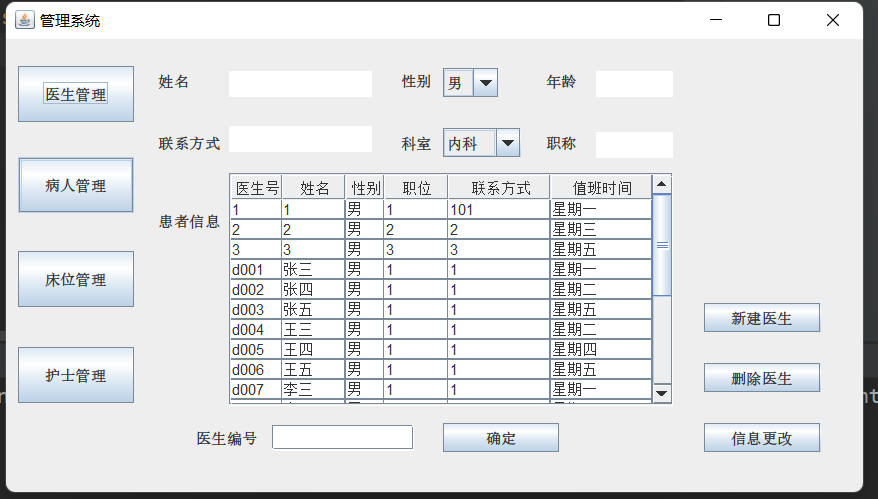 管理系统
医生管理 姓名 性别 男 年龄
联系方式 科室 内科 职称
病人管理
患者信息
医生号 姓名 性别 职位 联系方式 值班时间
1 1 男 1 101 星期一
2 2 男 2 2 星期三
3 3 男 3 3 星期五
d001 张三 男 1 1 星期一
d002 张四 男 1 1 星期二
d003 张五 男 1 1 星期五
d004 王三 男 1 1 星期二
d005 王四 男 1 1 星期四
d006 王五 男 1 1 星期五
d007 李三 男 1 1 星期一
床位管理
护士管理
新建医生
删除医生
医生编号 确定 信息更改